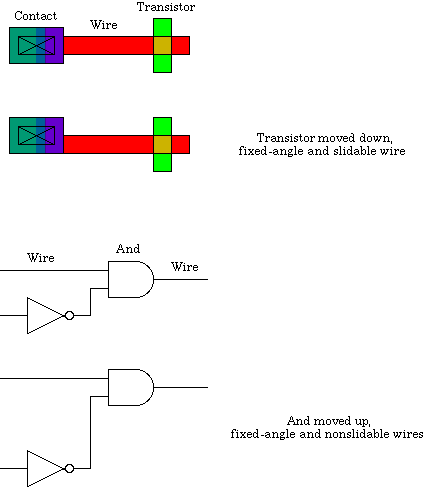 Transistor
Contact
Wire
Transistor moved down,
fixed-angle and slidable wire
And
Wire
Wire
And moved up,
fixed-angle and nonslidable wires